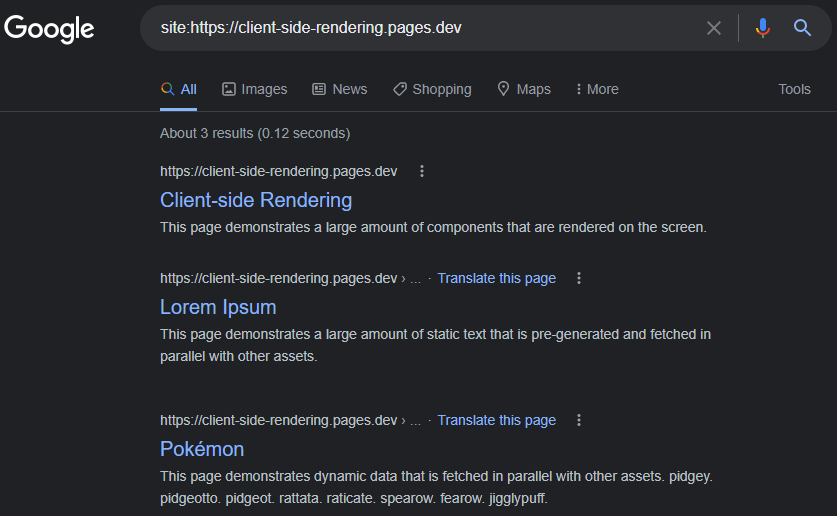 Google
site:https://client-side-rendering.pages.dev
All Images News Shopping Maps More Tools
About 3 results (0.12 seconds)
https://client-side-rendering.pages.dev
Client-side Rendering
This page demonstrates a large amount of components that are rendered on the screen.
https://client-side-rendering.pages.dev › ... · Translate this page
Lorem Ipsum
This page demonstrates a large amount of static text that is pre-generated and fetched in
parallel with other assets.
https://client-side-rendering.pages.dev › ... · Translate this page
Pokémon
This page demonstrates dynamic data that is fetched in parallel with other assets. pidgey.
pidgeotto. pidgeot. rattata. raticate. spearow. fearow. jigglypuff.